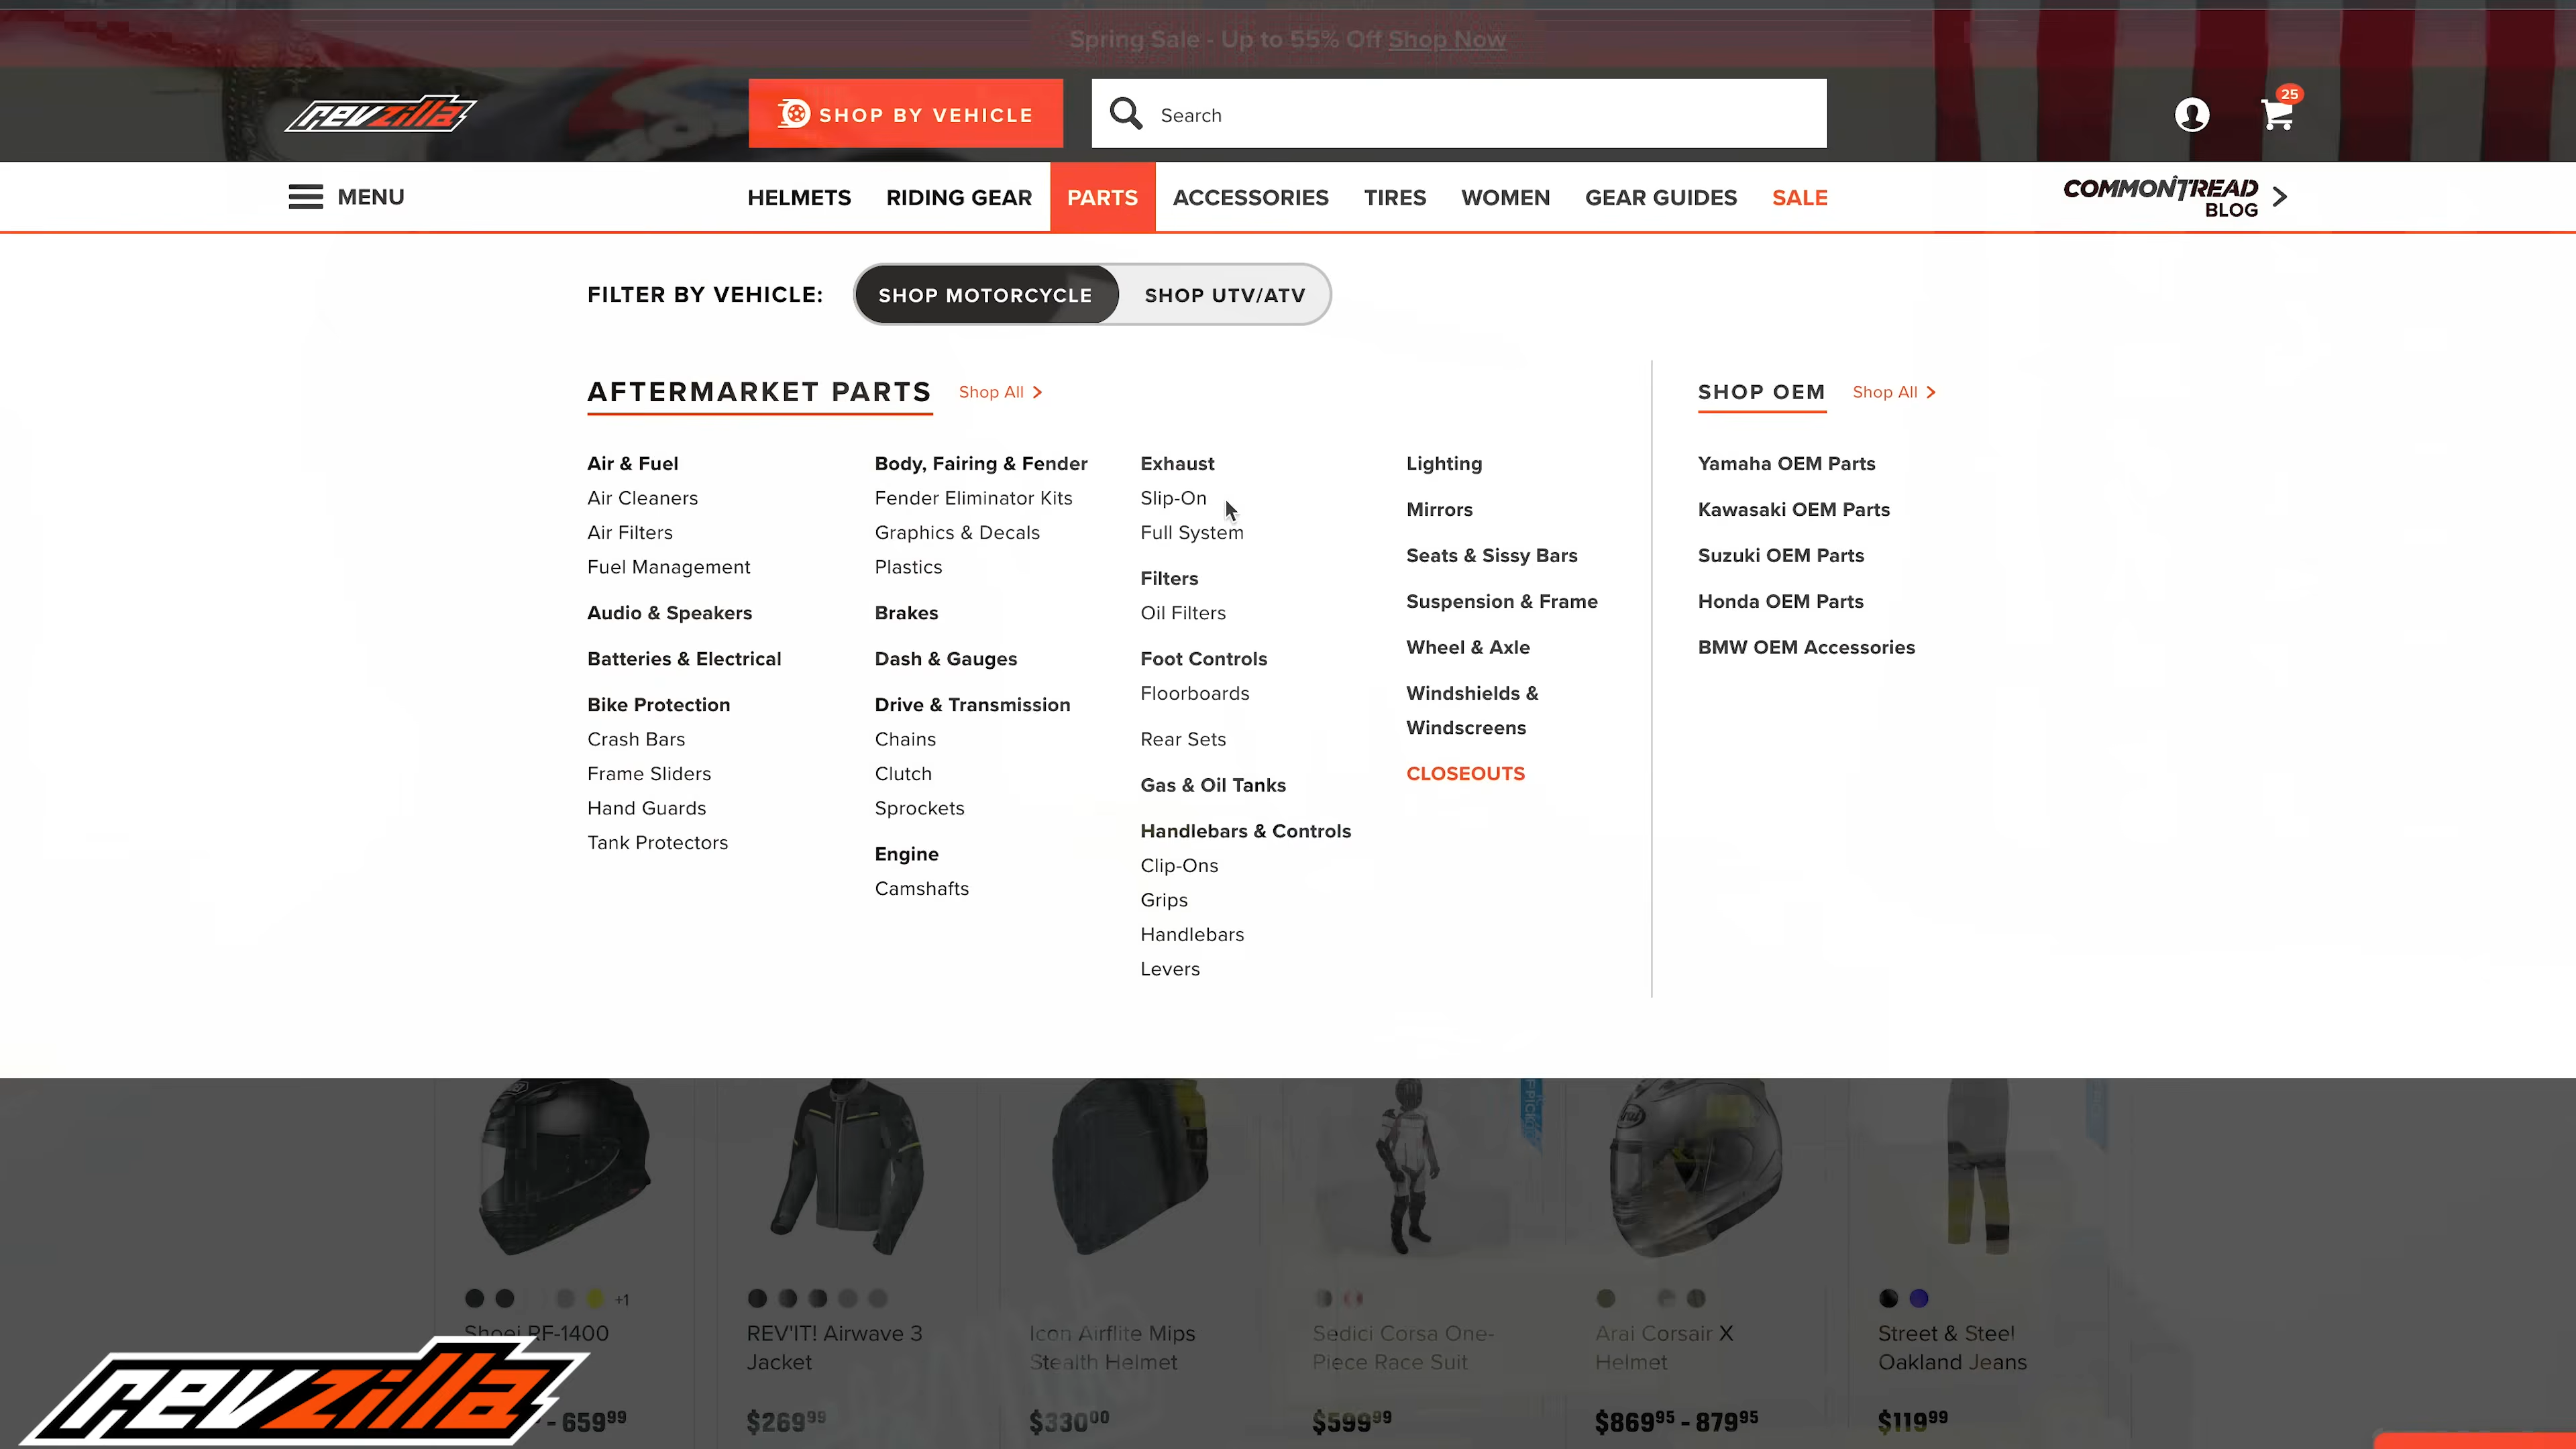 Spring Sale - Up to 55% Off Shop Now
revzilla
SHOP BY VEHICLE
Search
25
MENU
HELMETS
RIDING GEAR
PARTS
ACCESSORIES
TIRES
WOMEN
GEAR GUIDES
SALE
COMMON TREAD
BLOG
FILTER BY VEHICLE:
SHOP MOTORCYCLE
SHOP UTV/ATV
AFTERMARKET PARTS
Shop All
Air & Fuel
Air Cleaners
Air Filters
Fuel Management
Audio & Speakers
Batteries & Electrical
Bike Protection
Crash Bars
Frame Sliders
Hand Guards
Tank Protectors
Body, Fairing & Fender
Fender Eliminator Kits
Graphics & Decals
Plastics
Brakes
Dash & Gauges
Drive & Transmission
Chains
Clutch
Sprockets
Engine
Camshafts
Exhaust
Slip-On
Full System
Filters
Oil Filters
Foot Controls
Floorboards
Rear Sets
Gas & Oil Tanks
Handlebars & Controls
Clip-Ons
Grips
Handlebars
Levers
Lighting
Mirrors
Seats & Sissy Bars
Suspension & Frame
Wheel & Axle
Windshields &
Windscreens
CLOSEOUTS
SHOP OEM
Shop All
Yamaha OEM Parts
Kawasaki OEM Parts
Suzuki OEM Parts
Honda OEM Parts
BMW OEM Accessories
+1
Shoei RF-1400
- 659⁹⁹
REV'IT! Airwave 3
Jacket
$269⁹⁹
Icon Airflite Mips
Stealth Helmet
$330⁰⁰
Sedici Corsa One-
Piece Race Suit
$599⁹⁹
Arai
Arai Corsair X
Helmet
$869⁹⁵ - 879⁹⁵
Street & Steel
Oakland Jeans
$119⁹⁹
revzilla